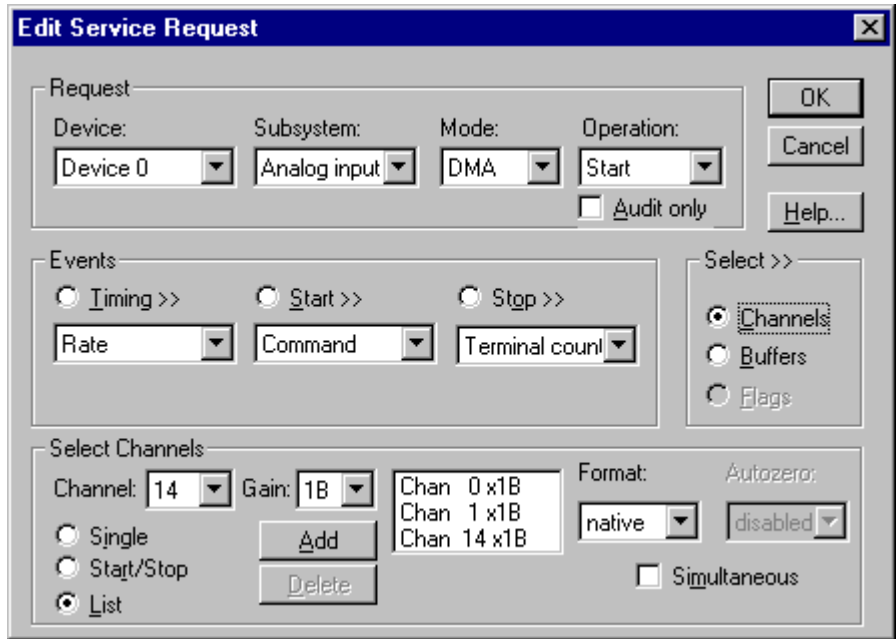 Edit Service Request
Request
Device: Subsystem: Mode: Operation:
Device 0 Analog input DMA Start
Audit only
OK
Cancel
Help...
Events
Timing >> Start >> Stop >>
Rate Command Terminal count
Select >>
Channels
Buffers
Flags
Select Channels
Channel: 14 Gain: 1B
Single
Start/Stop
List
Add
Delete
Chan 0 x1B
Chan 1 x1B
Chan 14 x1B
Format: Autozero:
native disabled
Simultaneous